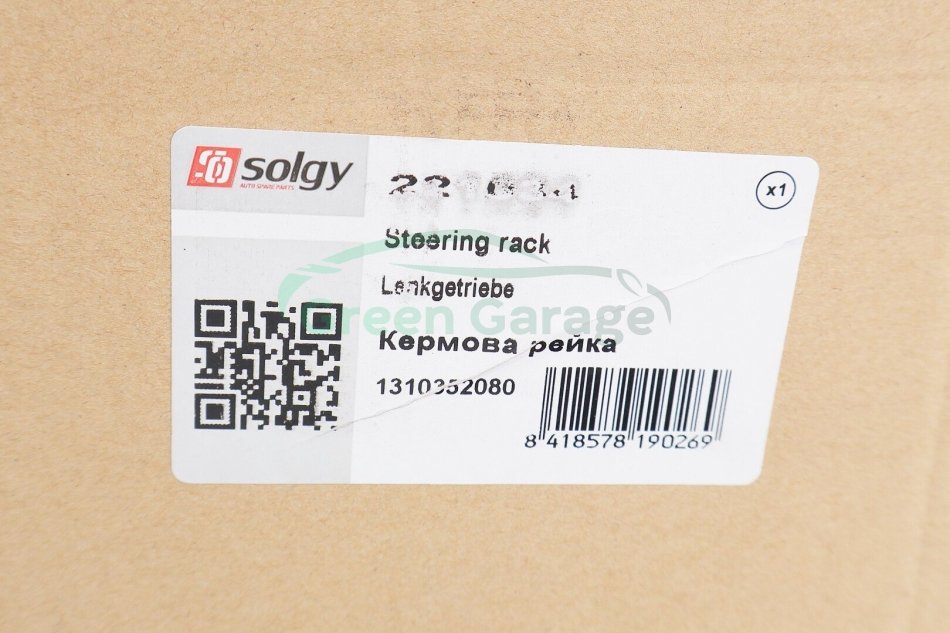 solgy
AUTO SPARE PARTS
x1
Steering rack
Lenkgetriebe
Green Garage
Кермова рейка
1310352080
8 418578 190269